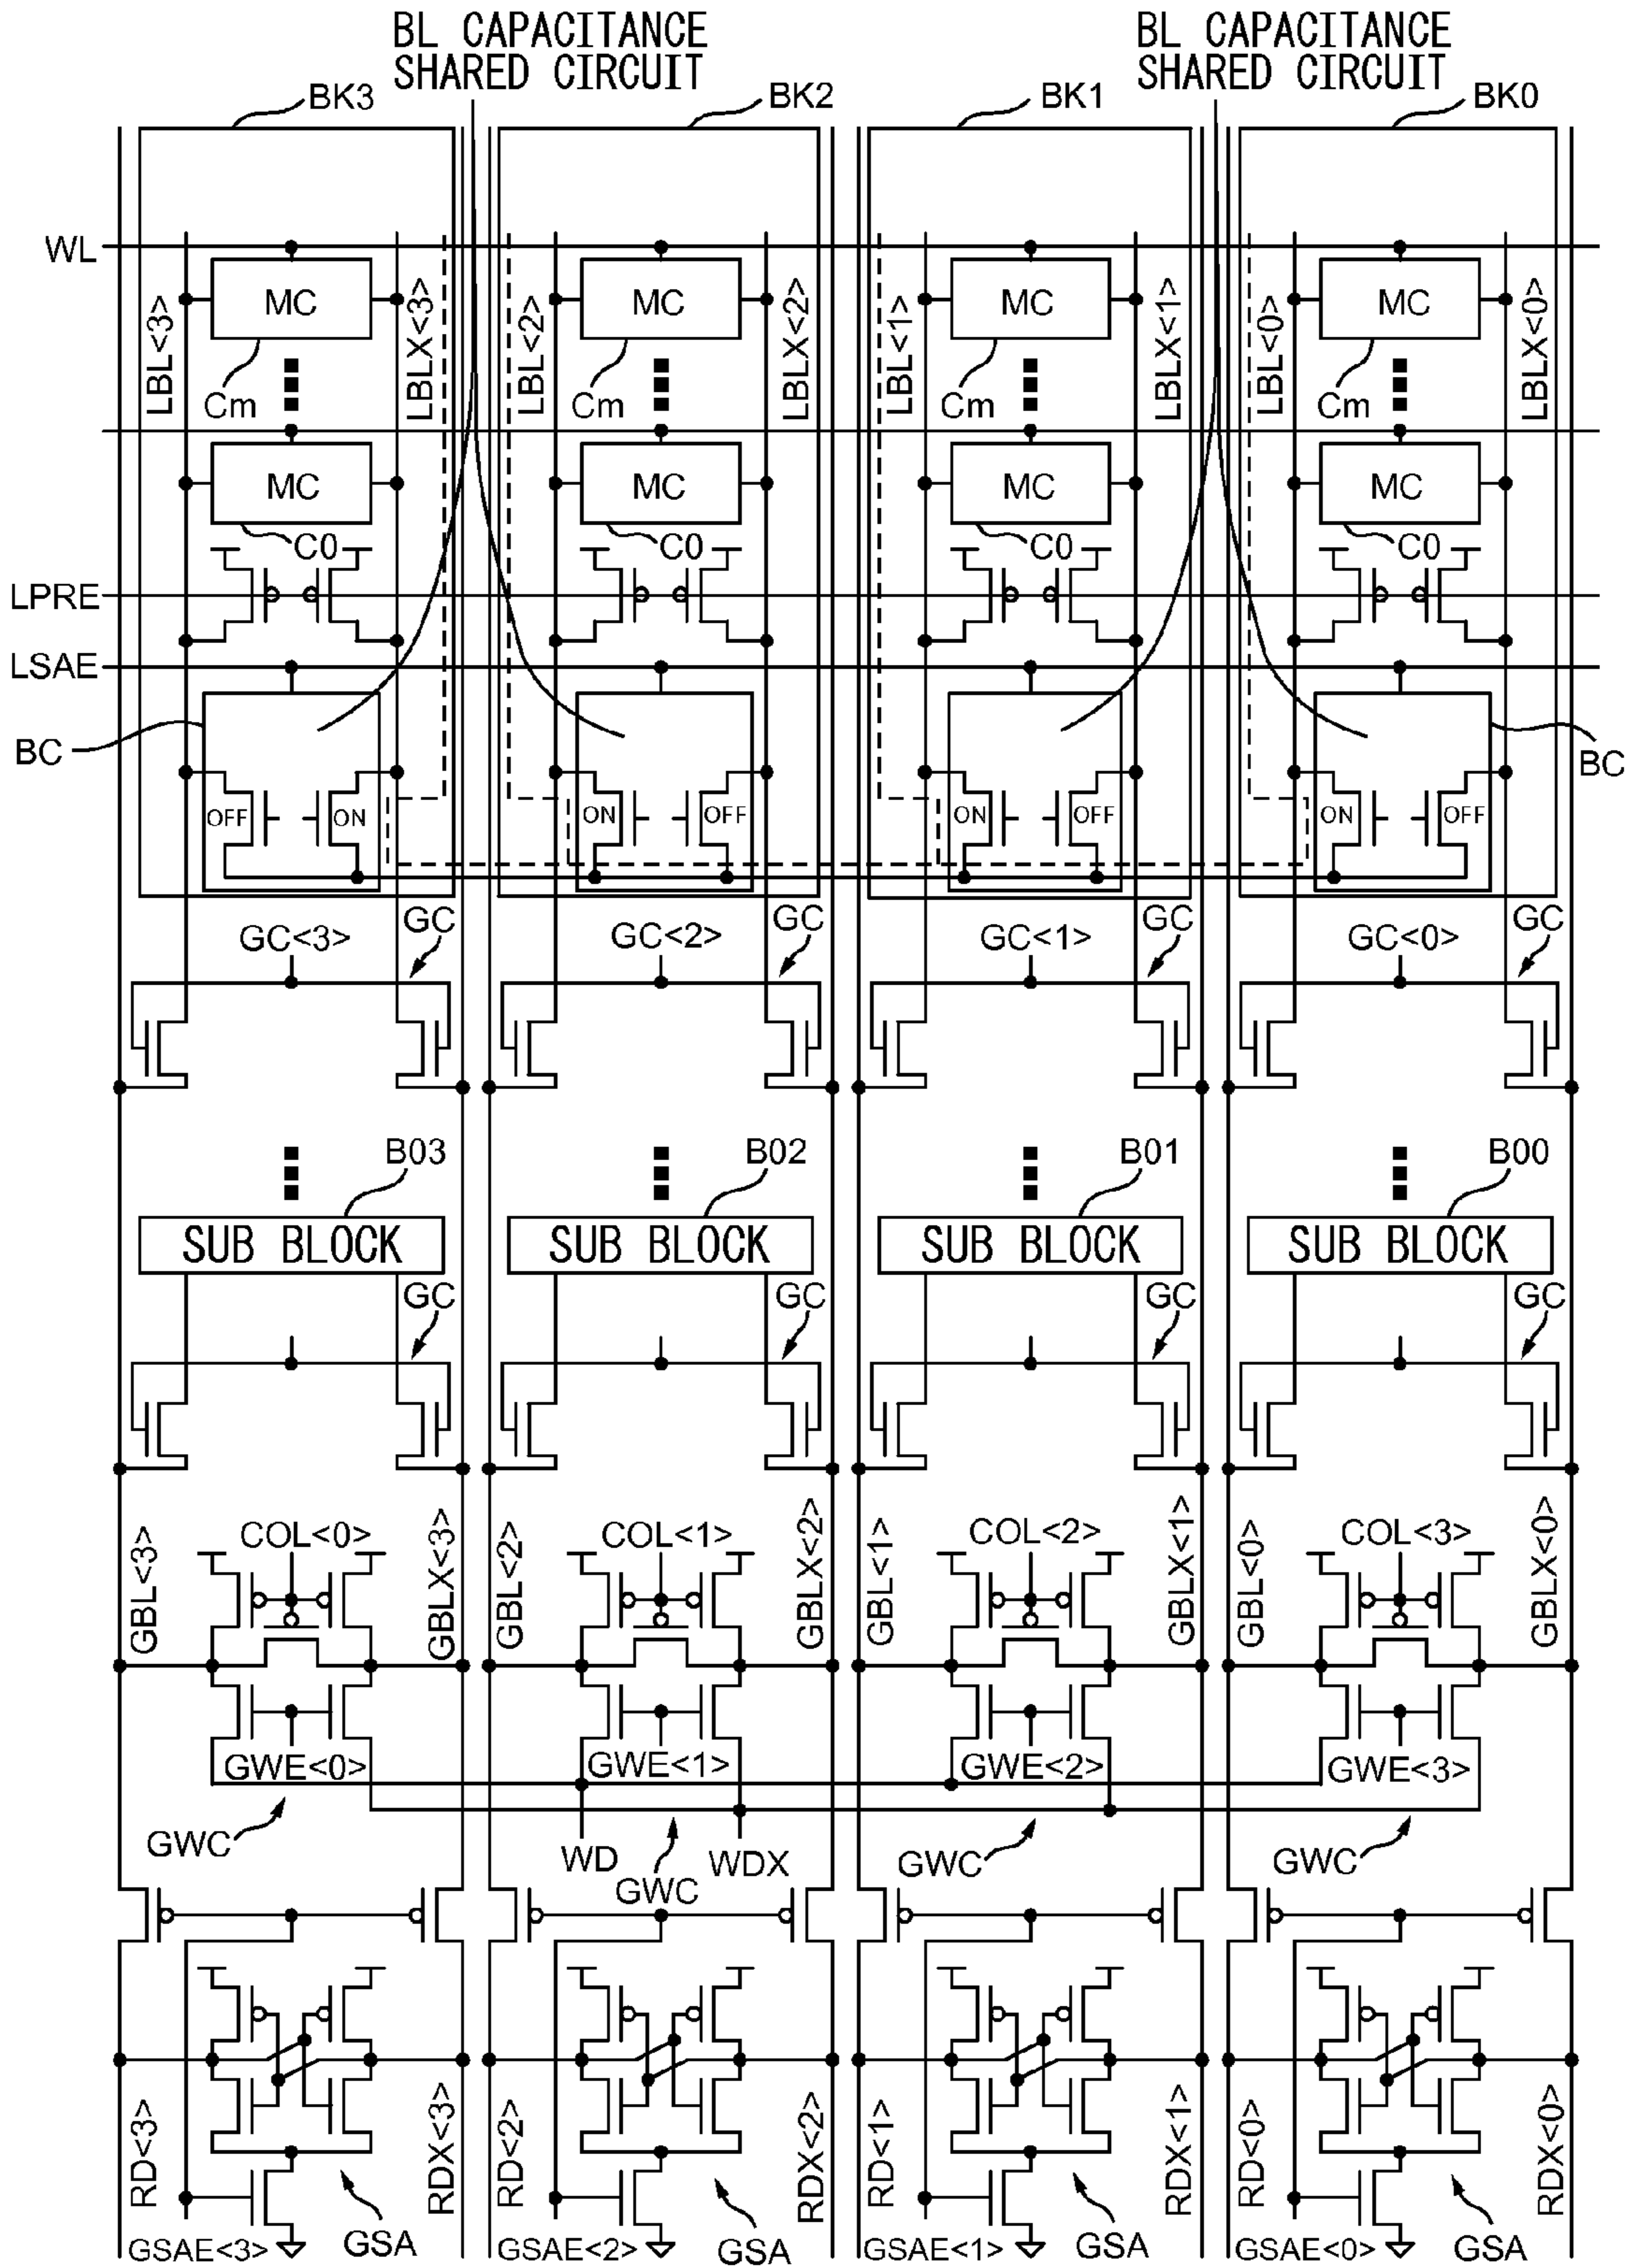 BL CAPACITANCE
SHARED CIRCUIT
BL CAPACITANCE
SHARED CIRCUIT
BK3
BK2
BK1
BK0
WL
MC
MC
MC
MC
LBL<3>
LBLX<3>
LBL<2>
LBLX<2>
LBL<1>
LBLX<1>
LBL<0>
LBLX<0>
Cm
Cm
Cm
Cm
MC
MC
MC
MC
C0
C0
C0
C0
LPRE
LSAE
BC
BC
OFF
ON
ON
OFF
ON
OFF
ON
OFF
GC<3>
GC
GC<2>
GC
GC<1>
GC
GC<0>
GC
B03
B02
B01
B00
SUB BLOCK
SUB BLOCK
SUB BLOCK
SUB BLOCK
GC
GC
GC
GC
GBL<3>
COL<0>
GBLX<3>
GBL<2>
COL<1>
GBLX<2>
GBL<1>
COL<2>
GBLX<1>
GBL<0>
COL<3>
GBLX<0>
GWE<0>
GWE<1>
GWE<2>
GWE<3>
GWC
WD
GWC
WDX
GWC
GWC
RD<3>
RDX<3>
RD<2>
RDX<2>
RD<1>
RDX<1>
RD<0>
RDX<0>
GSAE<3>
GSA
GSAE<2>
GSA
GSAE<1>
GSA
GSAE<0>
GSA